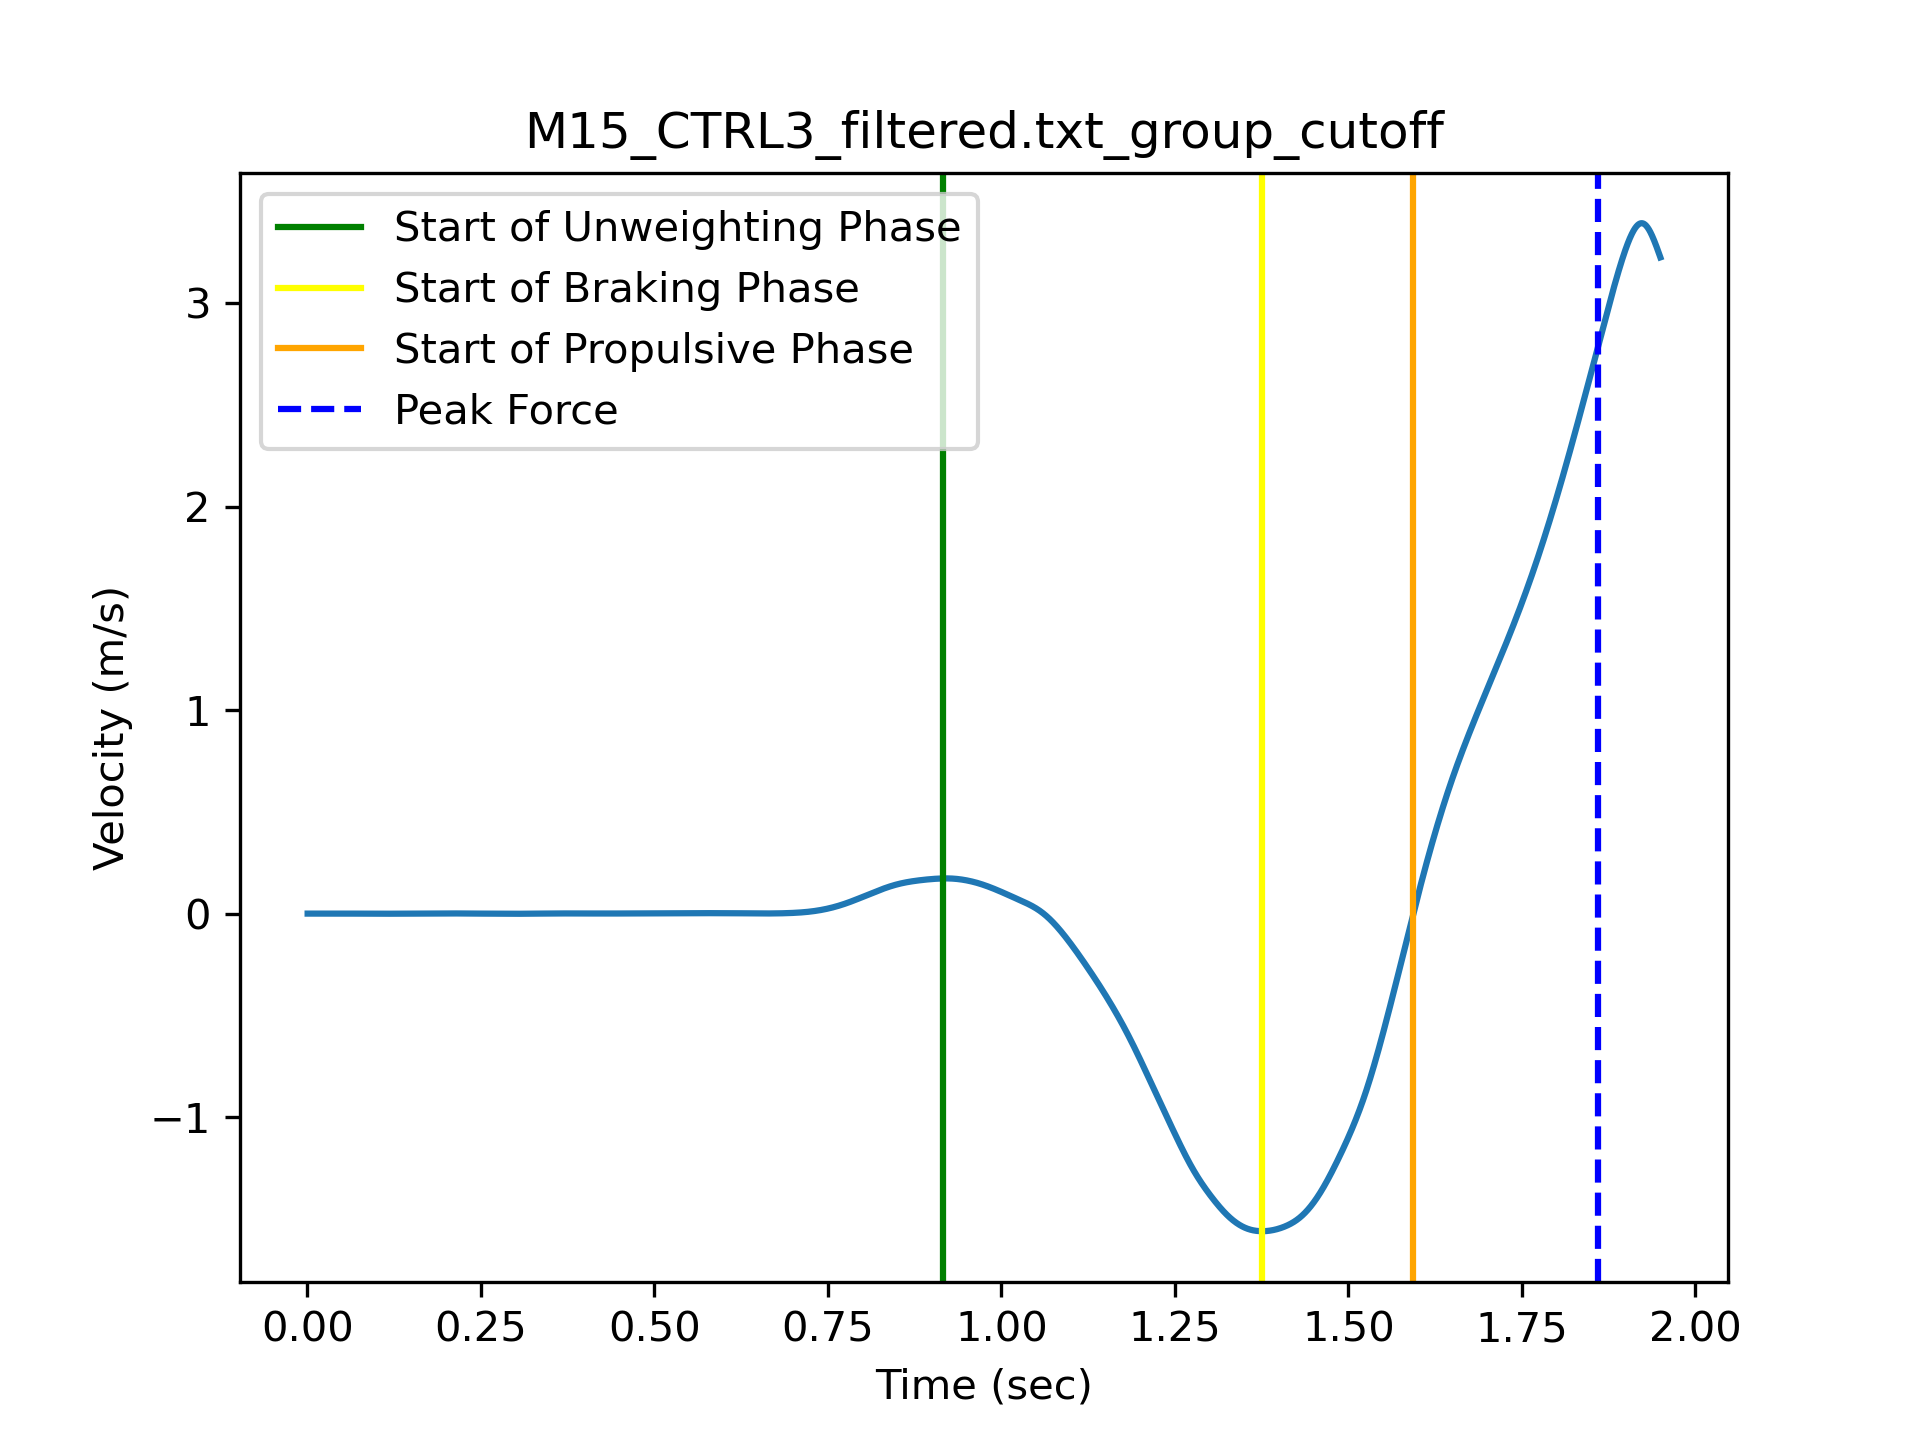 M15_CTRL3_filtered.txt_group_cutoff
Start of Unweighting Phase
Start of Braking Phase
Start of Propulsive Phase
Peak Force
3
2
1
0
−1
Velocity (m/s)
0.00 0.25 0.50 0.75 1.00 1.25 1.50 1.75 2.00
Time (sec)